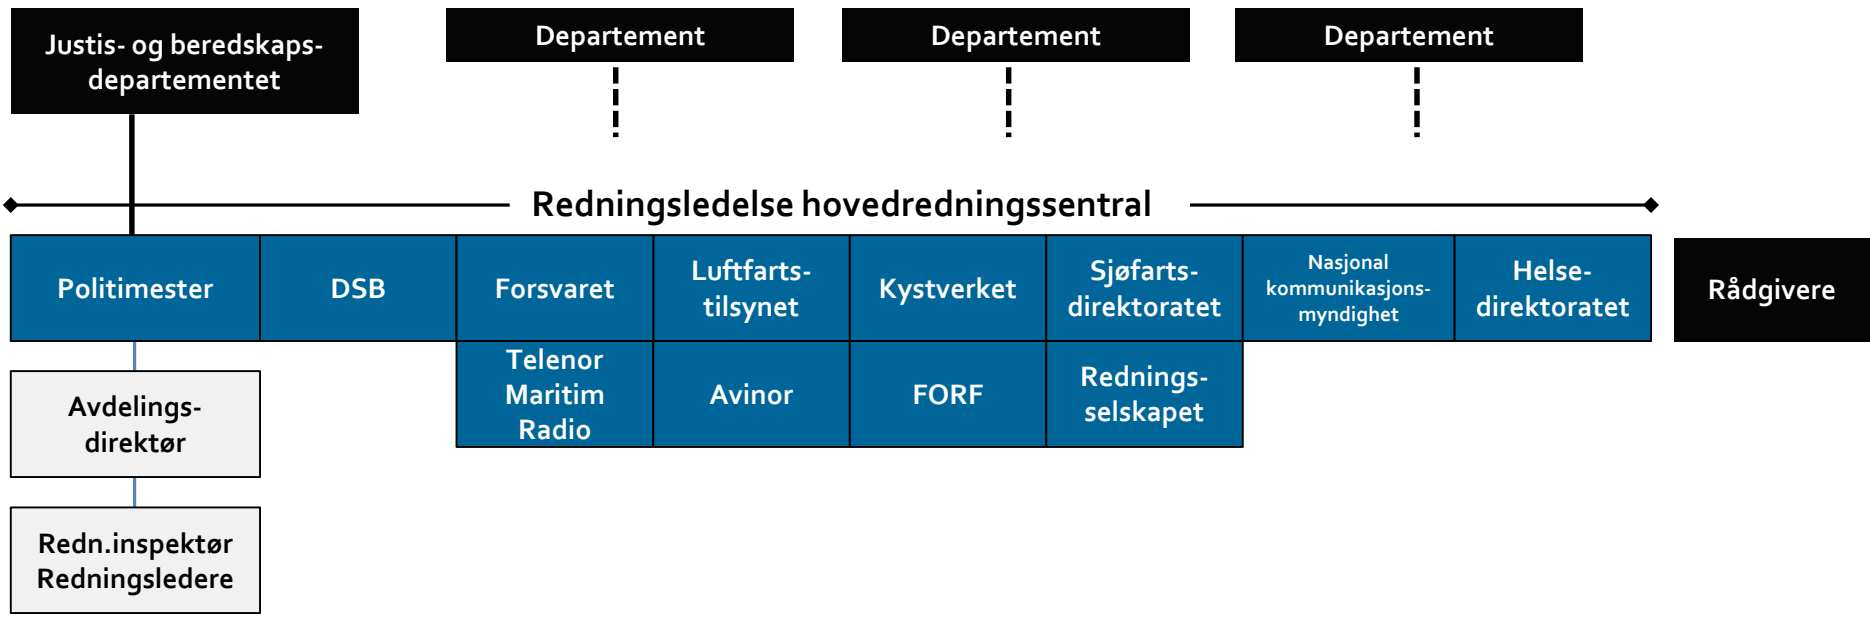 Justis- og beredskaps-
departementet
Departement
Departement
Departement
Redningsledelse hovedredningssentral
Politimester
DSB
Forsvaret
Luftfarts-
tilsynet
Kystverket
Sjøfarts-
direktoratet
Nasjonal
kommunikasjons-
myndighet
Helse-
direktoratet
Rådgivere
Telenor
Maritim
Radio
Avinor
FORF
Rednings-
selskapet
Avdelings-
direktør
Redn.inspektør
Redningsledere